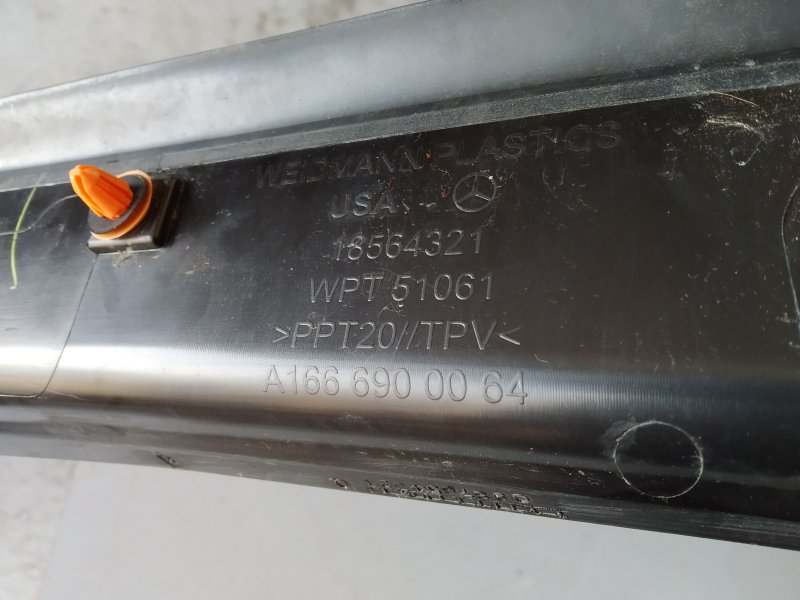 WEIDMANN PLASTICS
USA
18564321
WPT 51061
>PPT20//TPV<
A166 690 00 64